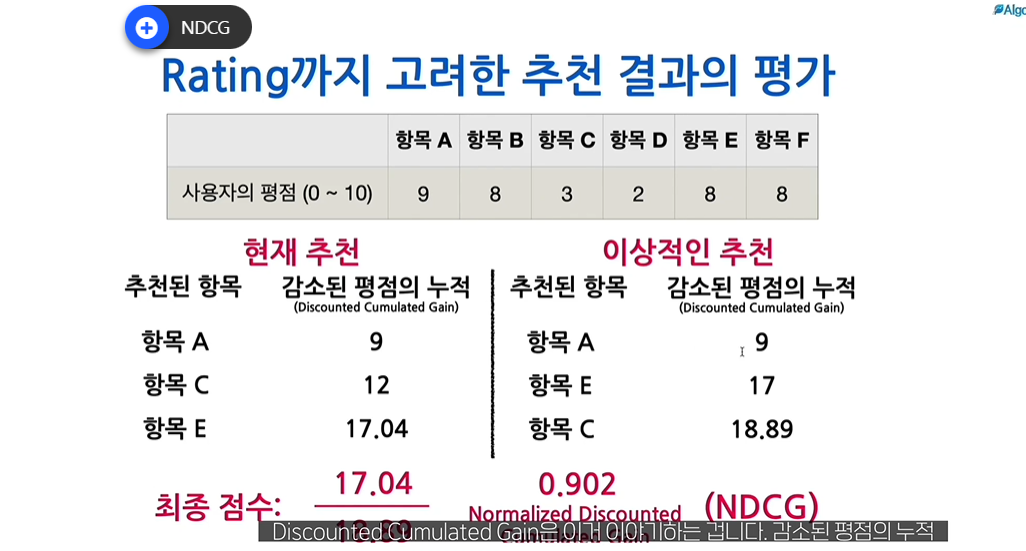 NDCG
Rating까지 고려한 추천 결과의 평가
항목 A 항목 B 항목 C 항목 D 항목 E 항목 F
사용자의 평점 (0 ~ 10) 9 8 3 2 8 8
현재 추천
추천된 항목 감소된 평점의 누적
(Discounted Cumulated Gain)
항목 A 9
항목 C 12
항목 E 17.04
이상적인 추천
추천된 항목 감소된 평점의 누적
(Discounted Cumulated Gain)
항목 A 9
항목 E 17
항목 C 18.89
최종 점수:
17.04
18.89
0.902
Normalized Discounted
(NDCG)
Discounted Cumulated Gain은 이제 이야기하는 겁니다. 감소된 평점의 누적